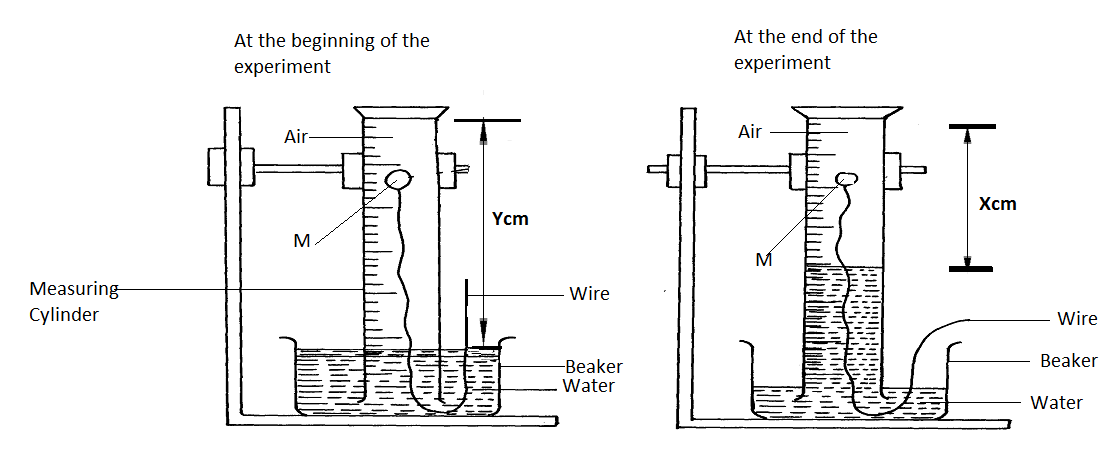 At the beginning of the
experiment
Air
M
Ycm
Measuring
Cylinder
Wire
Beaker
Water
At the end of the
experiment
Air
M
Xcm
Wire
Beaker
Water